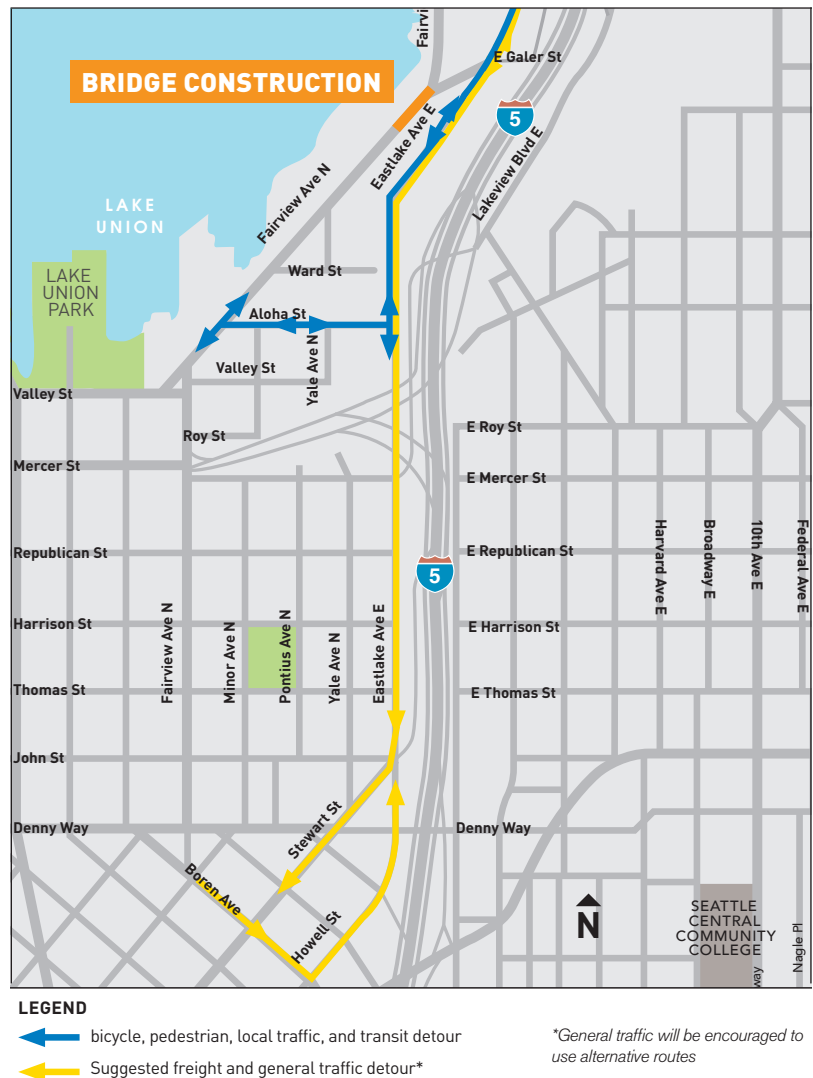 Fairvi
E Galer St
BRIDGE CONSTRUCTION
5
Eastlake Ave E
Lakeview Blvd E
Fairview Ave N
LAKE
UNION
LAKE
UNION
PARK
Ward St
Aloha St
Yale Ave N
Valley St
Valley St
Roy St
E Roy St
Mercer St
E Mercer St
Republican St
E Republican St
5
Harvard Ave E
Broadway E
10th Ave E
Federal Ave E
Harrison St
E Harrison St
Fairview Ave N
Minor Ave N
Pontius Ave N
Yale Ave N
Eastlake Ave E
Thomas St
E Thomas St
John St
Denny Way
Denny Way
Stewart St
Boren Ave
Howell St
N
SEATTLE
CENTRAL
COMMUNITY
COLLEGE
way
Nagle Pl
LEGEND
bicycle, pedestrian, local traffic, and transit detour
Suggested freight and general traffic detour*
*General traffic will be encouraged to
use alternative routes